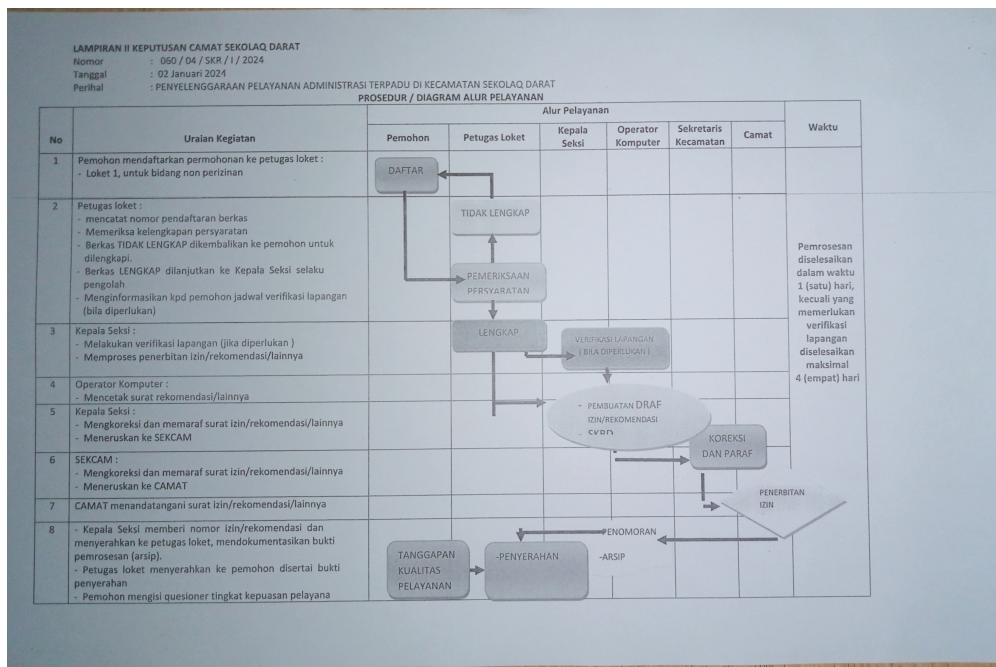 LAMPIRAN II KEPUTUSAN CAMAT SEKOLAQ DARAT
Nomor : 060 / 04 / SKR / I / 2024
Tanggal : 02 Januari 2024
Perihal : PENYELENGGARAAN PELAYANAN ADMINISTRASI TERPADU DI KECAMATAN SEKOLAQ DARAT
PROSEDUR / DIAGRAM ALUR PELAYANAN
No
Uraian Kegiatan
Alur Pelayanan
Waktu
Pemohon
Petugas Loket
Kepala
Seksi
Operator
Komputer
Sekretaris
Kecamatan
Camat
1
Pemohon mendaftarkan permohonan ke petugas loket :
- Loket 1, untuk bidang non perizinan
DAFTAR
2
Petugas loket :
- mencatat nomor pendaftaran berkas
- Memeriksa kelengkapan persyaratan
- Berkas TIDAK LENGKAP dikembalikan ke pemohon untuk
dilengkapi.
- Berkas LENGKAP dilanjutkan ke Kepala Seksi selaku
pengolah
- Menginformasikan kpd pemohon jadwal verifikasi lapangan
(bila diperlukan)
TIDAK LENGKAP
PEMERIKSAAN
PERSYARATAN
Pemrosesan
diselesaikan
dalam waktu
1 (satu) hari,
kecuali yang
memerlukan
verifikasi
lapangan
diselesaikan
maksimal
4 (empat) hari
3
Kepala Seksi :
- Melakukan verifikasi lapangan (jika diperlukan )
- Memproses penerbitan izin/rekomendasi/lainnya
LENGKAP
VERIFIKASI LAPANGAN
( BILA DIPERLUKAN )
4
Operator Komputer :
- Mencetak surat rekomendasi/lainnya
5
Kepala Seksi :
- Mengkoreksi dan memaraf surat izin/rekomendasi/lainnya
- Meneruskan ke SEKCAM
- PEMBUATAN DRAF
IZIN/REKOMENDASI
- SKRD
KOREKSI
DAN PARAF
6
SEKCAM :
- Mengkoreksi dan memaraf surat izin/rekomendasi/lainnya
- Meneruskan ke CAMAT
7
CAMAT menandatangani surat izin/rekomendasi/lainnya
PENERBITAN
IZIN
8
- Kepala Seksi memberi nomor izin/rekomendasi dan
menyerahkan ke petugas loket, mendokumentasikan bukti
pemrosesan (arsip).
- Petugas loket menyerahkan ke pemohon disertai bukti
penyerahan
- Pemohon mengisi quesioner tingkat kepuasan pelayana
TANGGAPAN
KUALITAS
PELAYANAN
-PENYERAHAN
PENOMORAN
-ARSIP